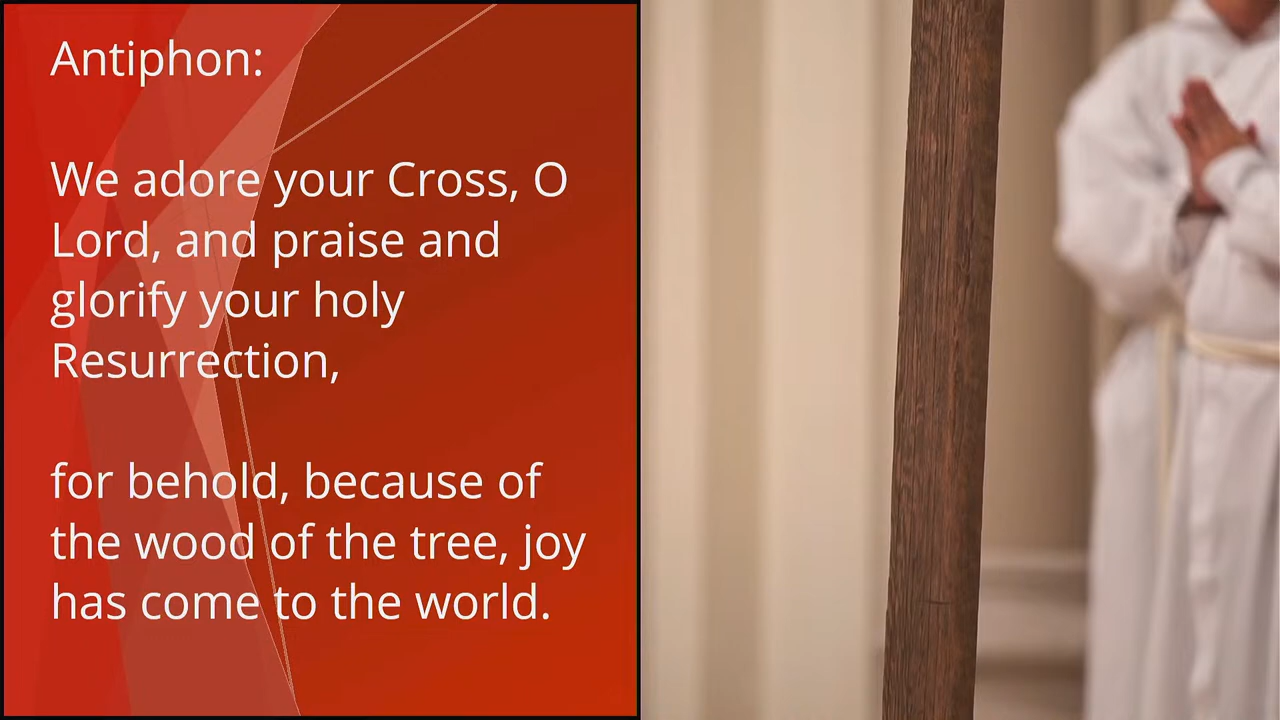 Antiphon:
We adore your Cross, O
Lord, and praise and
glorify your holy
Resurrection,
for behold, because of
the wood of the tree, joy
has come to the world.